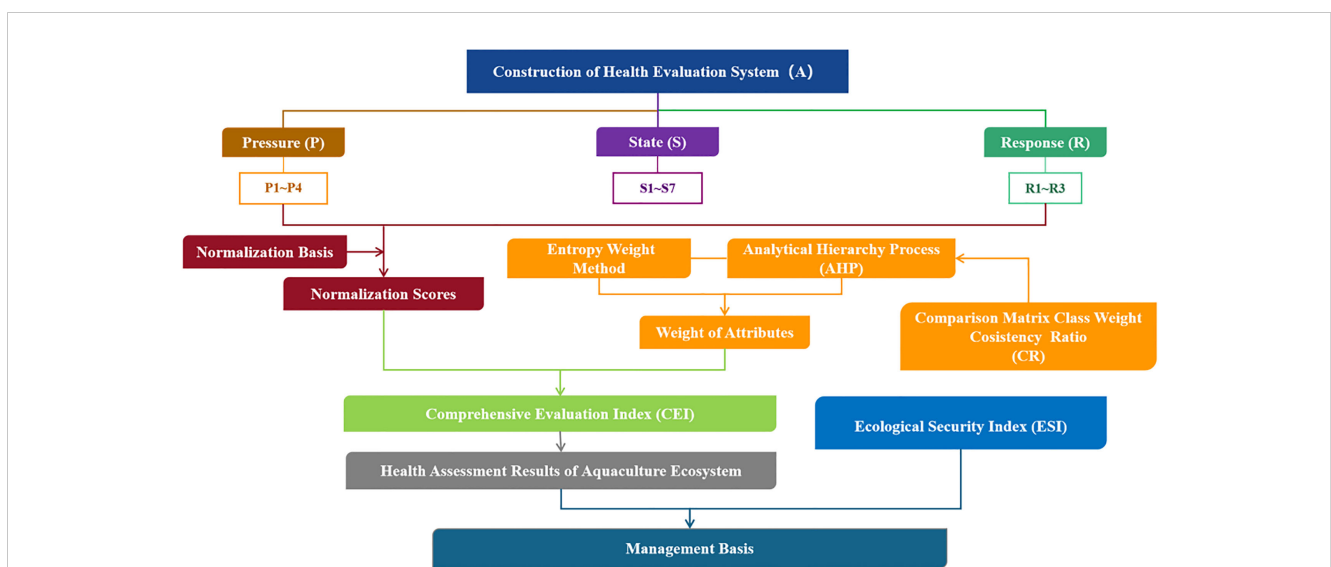 Construction of Health Evaluation System (A)
Pressure (P)
State (S)
Response (R)
P1~P4
S1~S7
R1~R3
Normalization Basis
Entropy Weight
Method
Analytical Hierarchy Process
(AHP)
Normalization Scores
Weight of Attributes
Comparison Matrix Class Weight
Cosistency Ratio
(CR)
Comprehensive Evaluation Index (CEI)
Ecological Security Index (ESI)
Health Assessment Results of Aquaculture Ecosystem
Management Basis